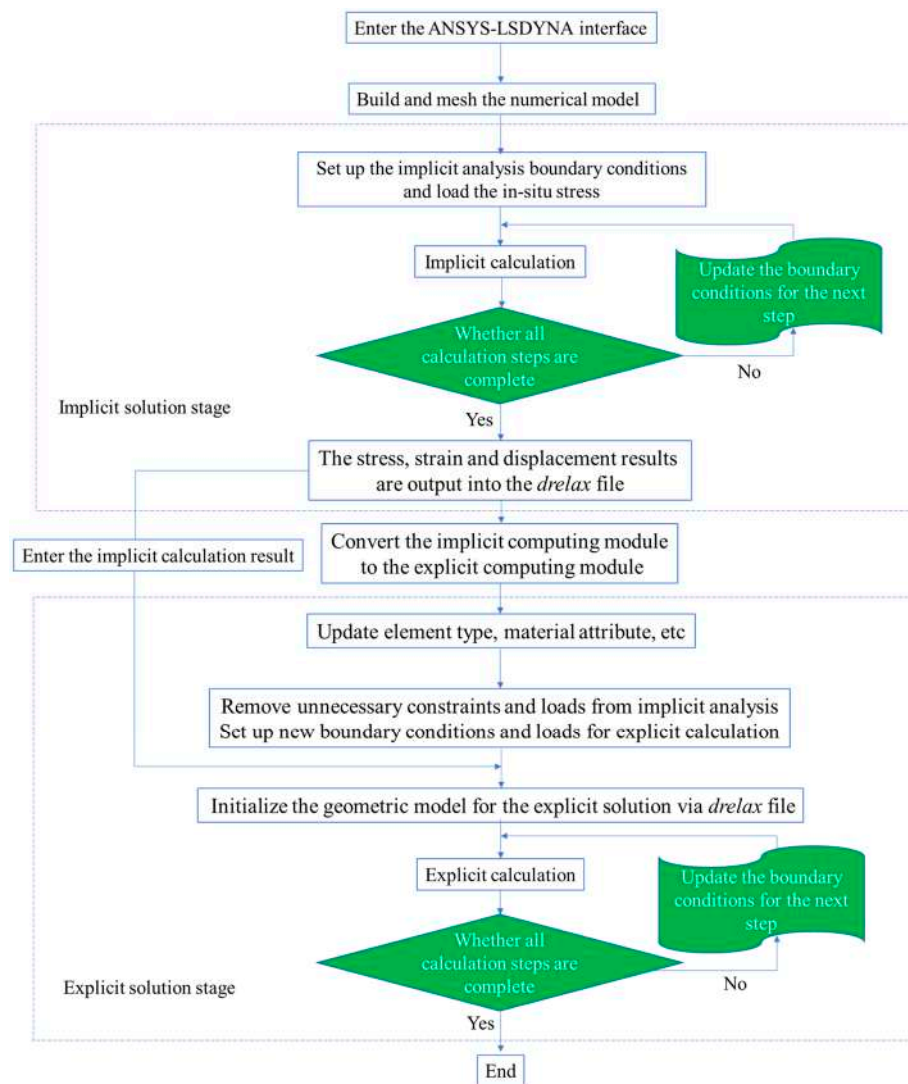 Enter the ANSYS-LSDYNA interface
Build and mesh the numerical model
Set up the implicit analysis boundary conditions
and load the in-situ stress
Implicit calculation
Update the boundary
conditions for the next
step
Whether all
calculation steps are
complete
No
Implicit solution stage
Yes
The stress, strain and displacement results
are output into the drelax file
Enter the implicit calculation result
Convert the implicit computing module
to the explicit computing module
Update element type, material attribute, etc
Remove unnecessary constraints and loads from implicit analysis
Set up new boundary conditions and loads for explicit calculation
Initialize the geometric model for the explicit solution via drelax file
Explicit calculation
Update the boundary
conditions for the next
step
Whether all
calculation steps are
complete
No
Explicit solution stage
Yes
End